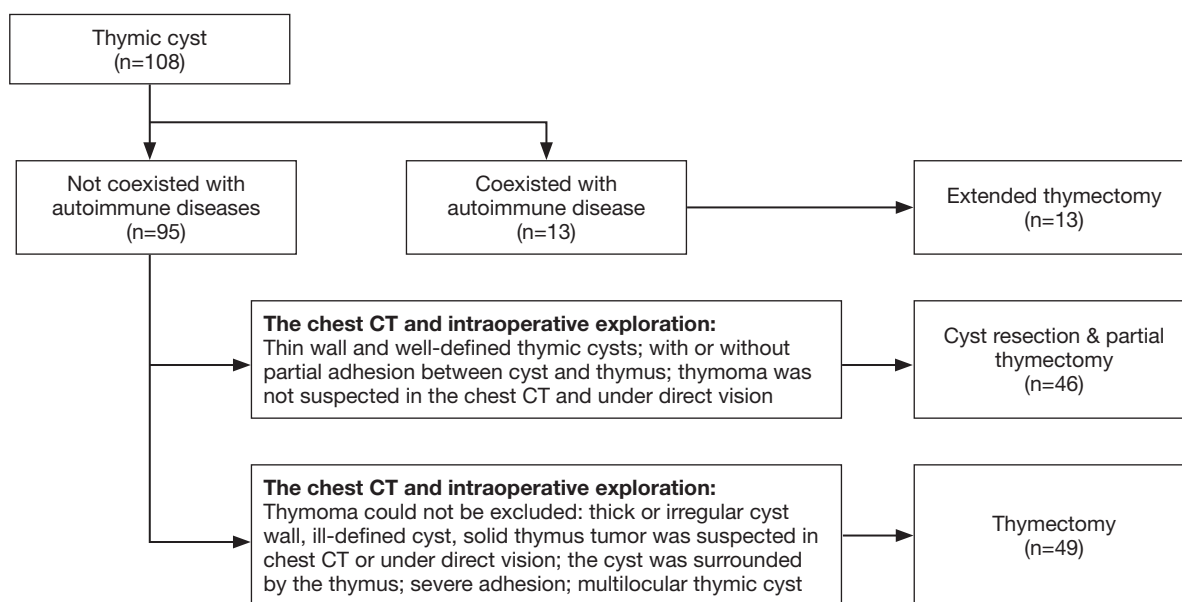 Thymic cyst
(n=108)
Not coexisted with
autoimmune diseases
(n=95)
Coexisted with
autoimmune disease
(n=13)
Extended thymectomy
(n=13)
The chest CT and intraoperative exploration:
Thin wall and well-defined thymic cysts; with or without
partial adhesion between cyst and thymus; thymoma was
not suspected in the chest CT and under direct vision
Cyst resection & partial
thymectomy
(n=46)
The chest CT and intraoperative exploration:
Thymoma could not be excluded: thick or irregular cyst
wall, ill-defined cyst, solid thymus tumor was suspected in
chest CT or under direct vision; the cyst was surrounded
by the thymus; severe adhesion; multilocular thymic cyst
Thymectomy
(n=49)